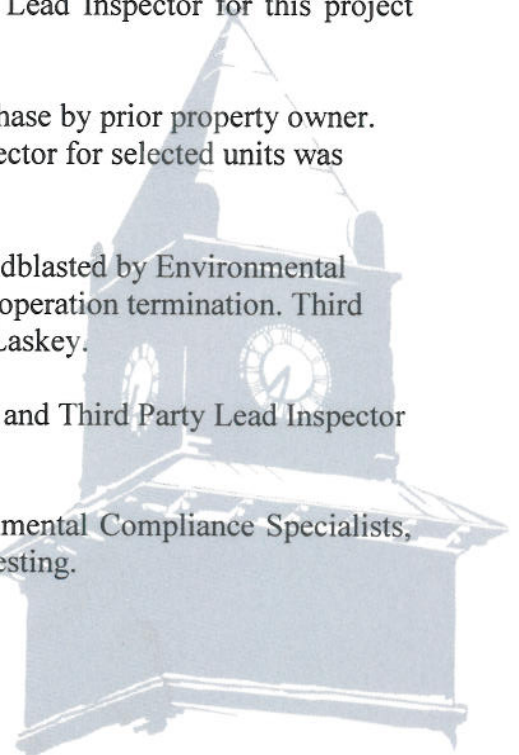 Lead Inspector for this project
hase by prior property owner.
ector for selected units was
dblasted by Environmental
operation termination. Third
Laskey.
and Third Party Lead Inspector
mental Compliance Specialists,
esting.